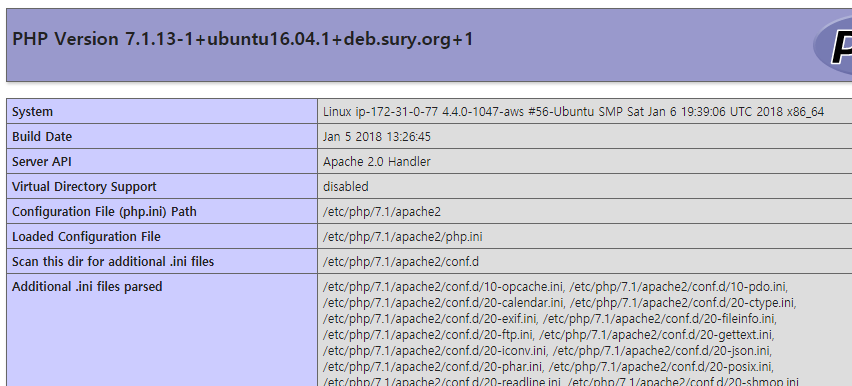 PHP Version 7.1.13-1+ubuntu16.04.1+deb.sury.org+1
System Linux ip-172-31-0-77 4.4.0-1047-aws #56-Ubuntu SMP Sat Jan 6 19:39:06 UTC 2018 x86_64
Build Date Jan 5 2018 13:26:45
Server API Apache 2.0 Handler
Virtual Directory Support disabled
Configuration File (php.ini) Path /etc/php/7.1/apache2
Loaded Configuration File /etc/php/7.1/apache2/php.ini
Scan this dir for additional .ini files /etc/php/7.1/apache2/conf.d
Additional .ini files parsed /etc/php/7.1/apache2/conf.d/10-opcache.ini, /etc/php/7.1/apache2/conf.d/10-pdo.ini,
/etc/php/7.1/apache2/conf.d/20-calendar.ini, /etc/php/7.1/apache2/conf.d/20-ctype.ini,
/etc/php/7.1/apache2/conf.d/20-exif.ini, /etc/php/7.1/apache2/conf.d/20-fileinfo.ini,
/etc/php/7.1/apache2/conf.d/20-ftp.ini, /etc/php/7.1/apache2/conf.d/20-gettext.ini,
/etc/php/7.1/apache2/conf.d/20-iconv.ini, /etc/php/7.1/apache2/conf.d/20-json.ini,
/etc/php/7.1/apache2/conf.d/20-phar.ini, /etc/php/7.1/apache2/conf.d/20-posix.ini,
/etc/php/7.1/apache2/conf.d/20-readline.ini, /etc/php/7.1/apache2/conf.d/20-shmop.ini,